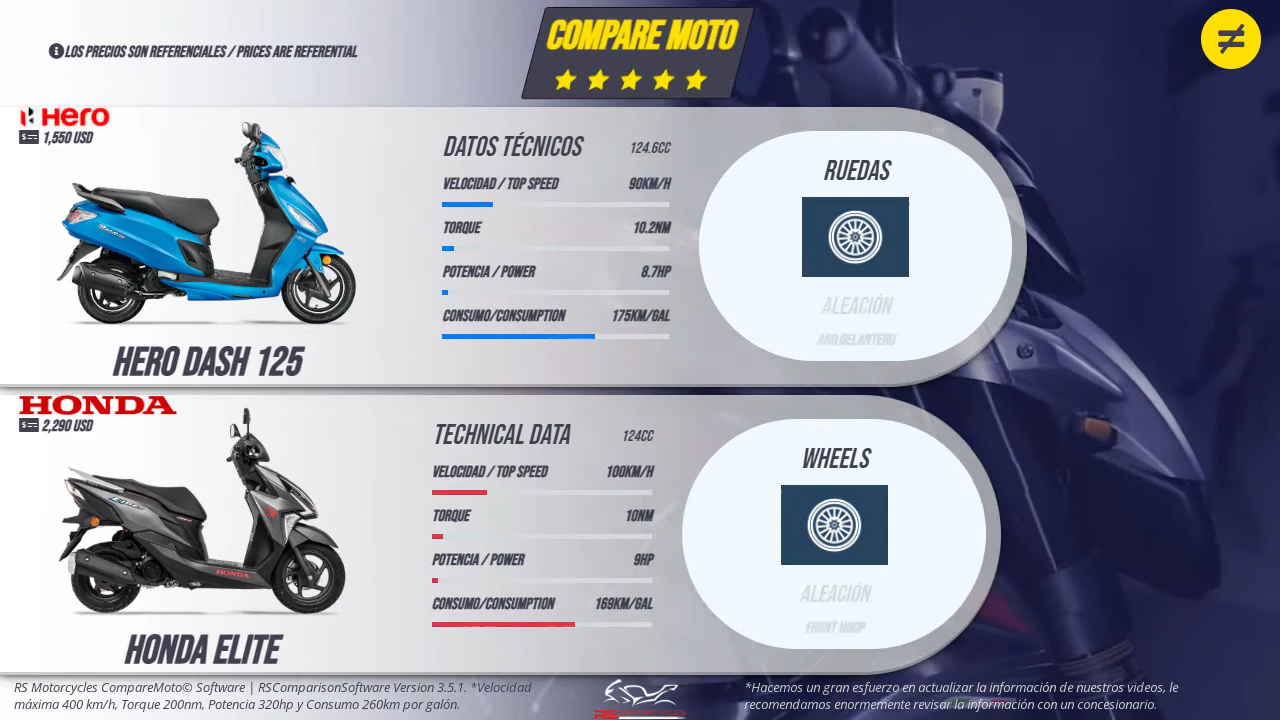 COMPARE MOTO
LOS PRECIOS SON REFERENCIALES / PRICES ARE REFERENTIAL
Hero
1,550 USD
DATOS TÉCNICOS 124.6CC
VELOCIDAD / TOP SPEED 90KM/H
TORQUE 10.2NM
POTENCIA / POWER 8.7HP
CONSUMO/CONSUMPTION 175KM/GAL
RUEDAS
ALEACIÓN
ARO DELANTERO
HERO DASH 125
HONDA
2,290 USD
TECHNICAL DATA 124CC
VELOCIDAD / TOP SPEED 100KM/H
TORQUE 10NM
POTENCIA / POWER 9HP
CONSUMO/CONSUMPTION 169KM/GAL
WHEELS
ALEACIÓN
FRONT HOOP
HONDA
HONDA ELITE
RS Motorcycles CompareMoto© Software | RSComparisonSoftware Version 3.5.1. *Velocidad
máxima 400 km/h, Torque 200nm, Potencia 320hp y Consumo 260km por galón.
*Hacemos un gran esfuerzo en actualizar la información de nuestros videos, le
recomendamos enormemente revisar la información con un concesionario.